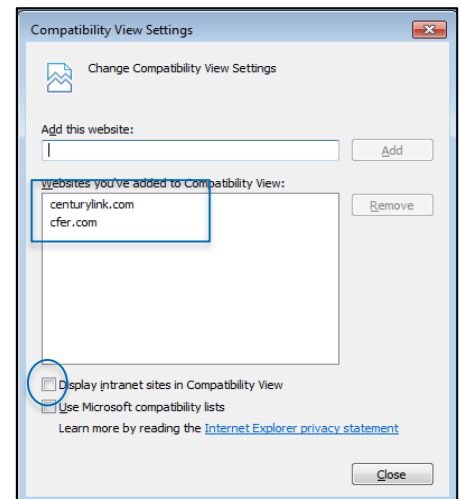 Compatibility View Settings
Change Compatibility View Settings
Add this website:
Add
Websites you've added to Compatibility View:
centurylink.com
cfer.com
Remove
Display intranet sites in Compatibility View
Use Microsoft compatibility lists
Learn more by reading the Internet Explorer privacy statement
Close